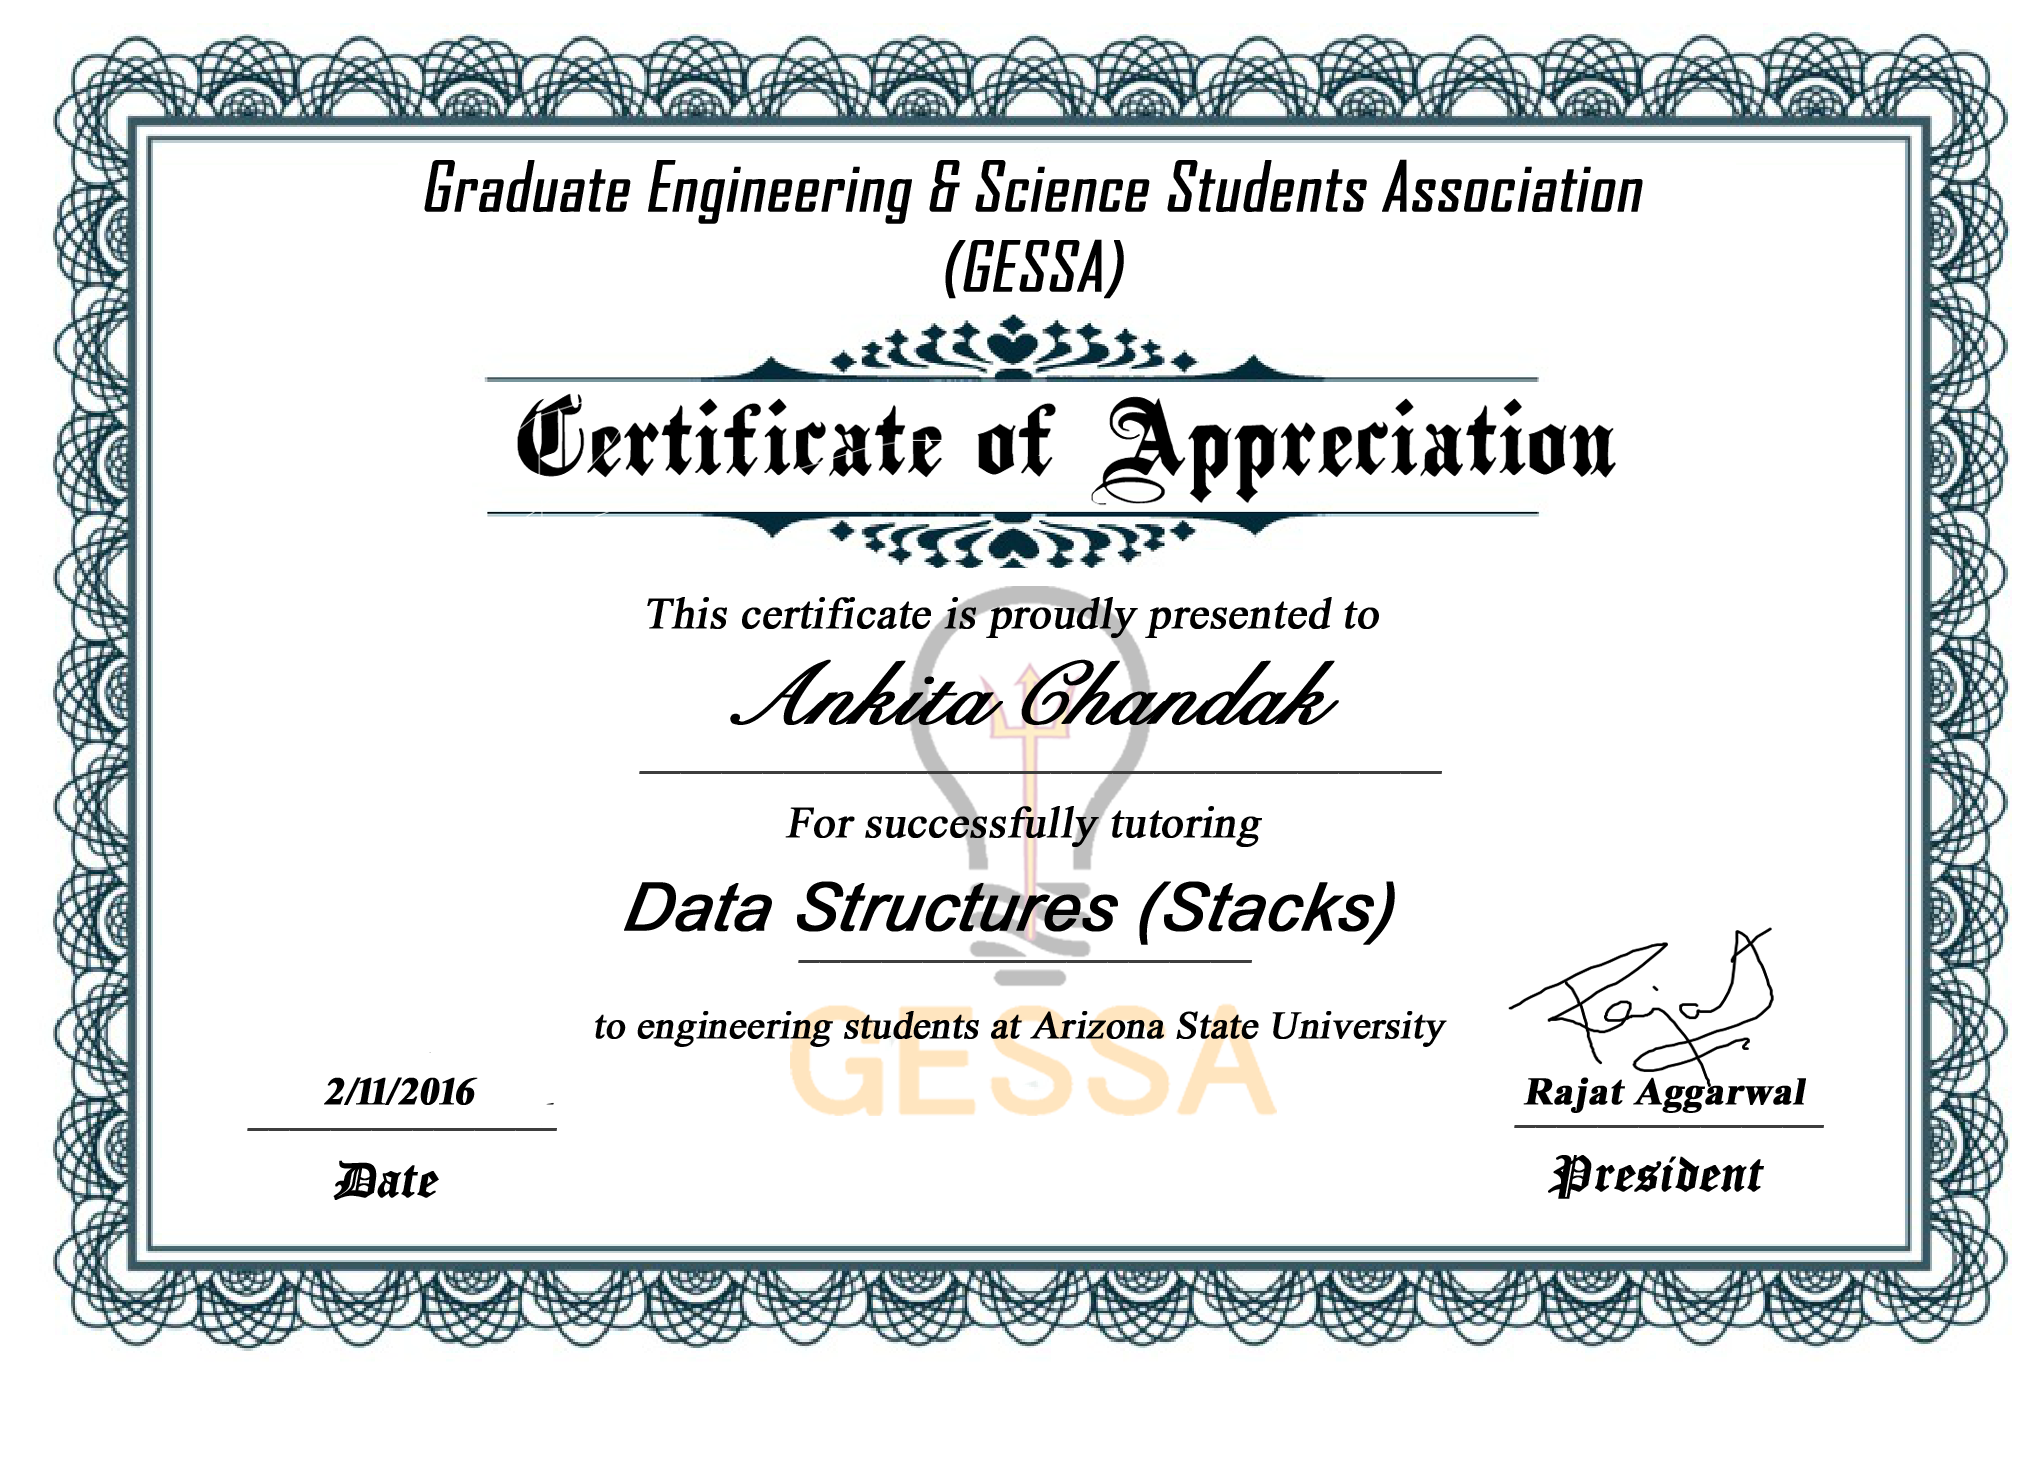 Graduate Engineering & Science Students Association
(GESSA)
Certificate of Appreciation
This certificate is proudly presented to
Ankita Chandak
For successfully tutoring
Data Structures (Stacks)
to engineering students at Arizona State University
GESSA
2/11/2016
Date
Rajat
Rajat Aggarwal
President